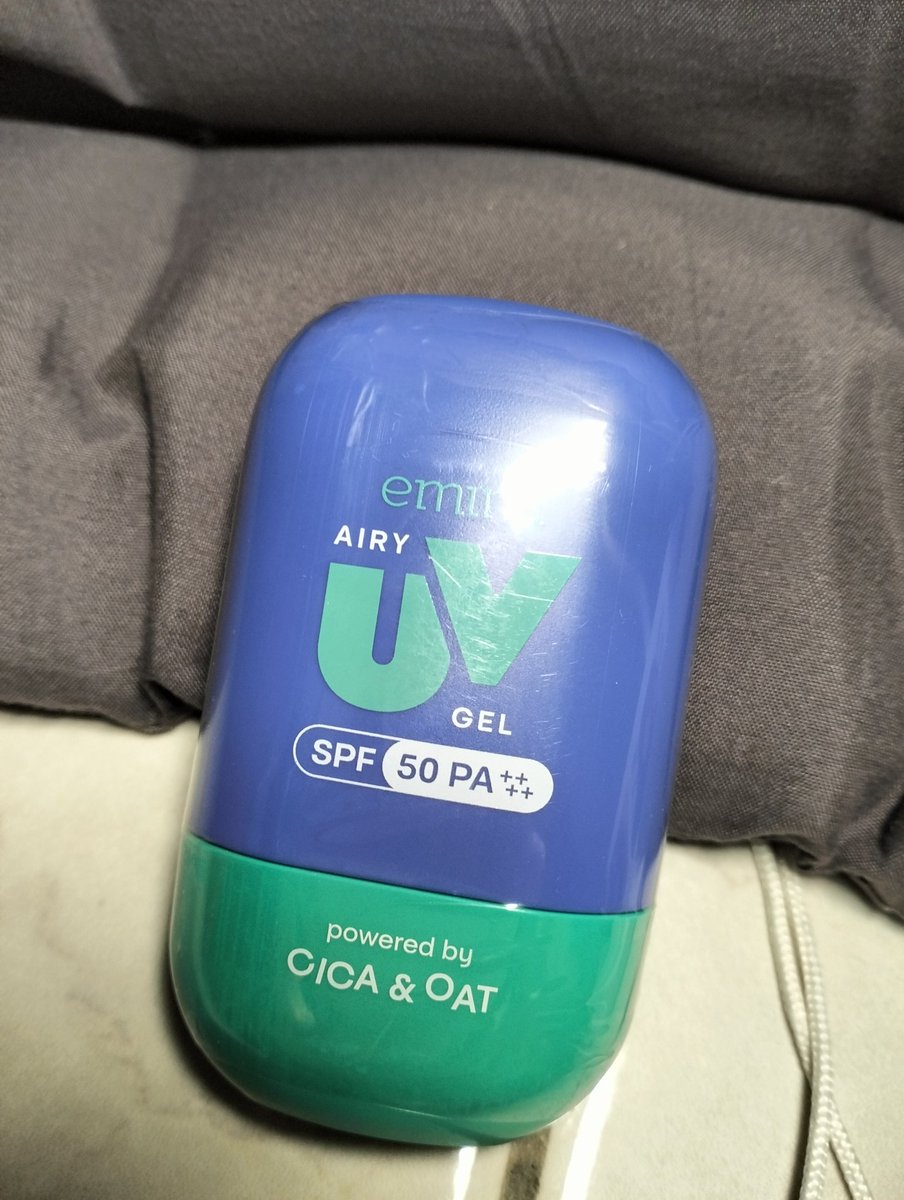 AIRY
UV
GEL
SPF 50 PA++++
powered by
CICA & OAT